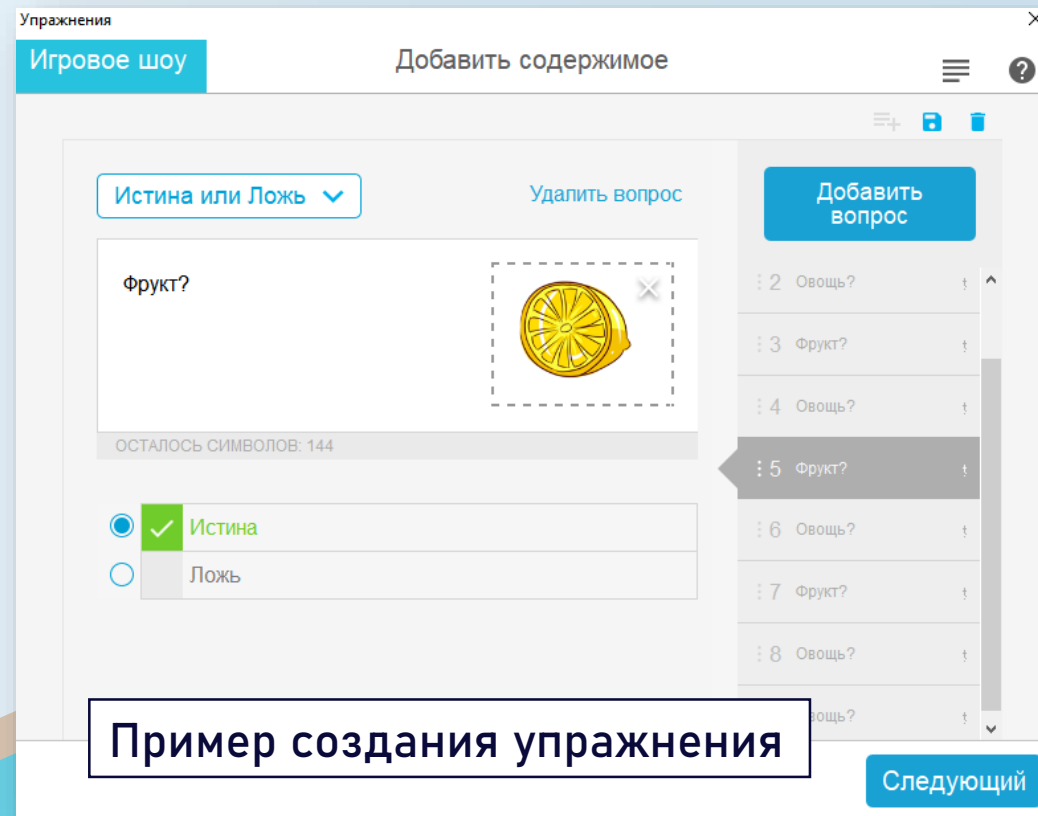 Упражнения
Игровое шоу
Добавить содержимое
Истина или Ложь
Удалить вопрос
Добавить
вопрос
Фрукт?
ОСТАЛОСЬ СИМВОЛОВ: 144
Истина
Ложь
2 Овощь?
3 Фрукт?
4 Овощь?
5 Фрукт?
6 Овощь?
7 Фрукт?
8 Овощь?
Пример создания упражнения
Следующий